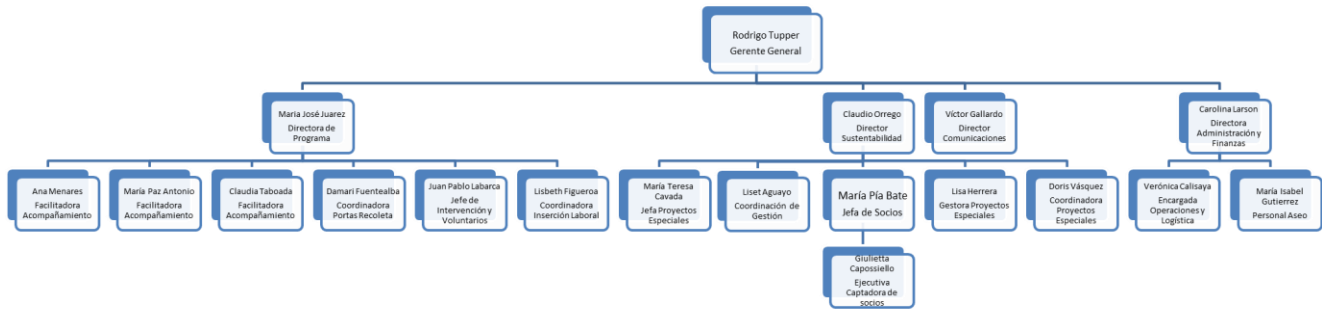 Rodrigo Tupper
Gerente General
Maria José Juarez
Directora de
Programa
Claudio Orrego
Director
Sustentabilidad
Víctor Gallardo
Director
Comunicaciones
Carolina Larson
Directora
Administración y
Finanzas
Ana Menares
Facilitadora
Acompañamiento
María Paz Antonio
Facilitadora
Acompañamiento
Claudia Taboada
Facilitadora
Acompañamiento
Damari Fuentealba
Coordinadora
Portas Recoleta
Juan Pablo Labarca
Jefe de
Intervención y
Voluntarios
Lisbeth Figueroa
Coordinadora
Inserción Laboral
María Teresa
Cavada
Jefa Proyectos
Especiales
Liset Aguayo
Coordinación de
Gestión
María Pía Bate
Jefa de Socios
Lisa Herrera
Gestora Proyectos
Especiales
Doris Vásquez
Coordinadora
Proyectos
Especiales
Verónica Calisaya
Encargada
Operaciones y
Logística
María Isabel
Gutierrez
Personal Aseo
Giulietta
Capossiello
Ejecutiva
Captadora de
socios